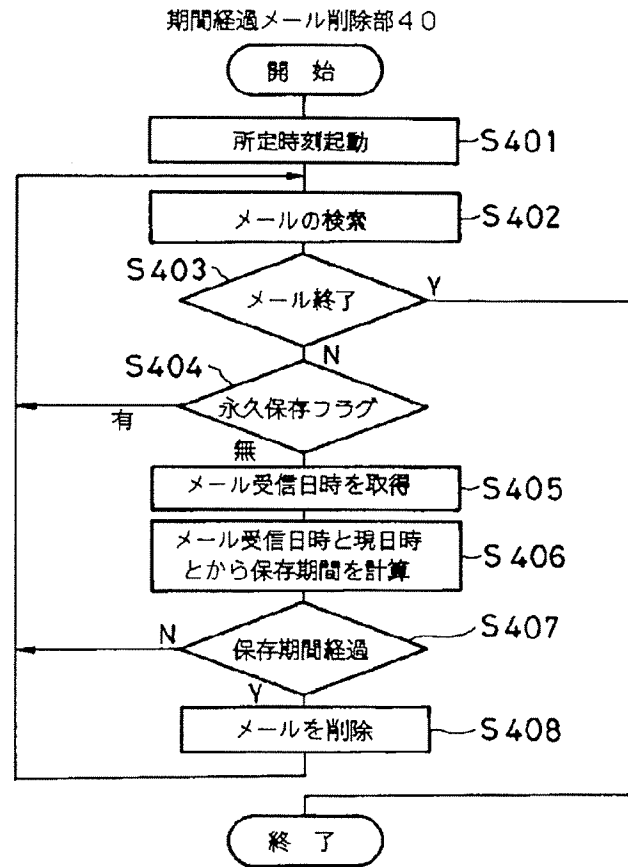 期間経過メール削除部40
開 始
所定時刻起動
S401
メールの検索
S402
S403
メール終了
Y
N
S404
永久保存フラグ
有
無
メール受信日時を取得
S405
メール受信日時と現日時
とから保存期間を計算
S406
S407
N
保存期間経過
Y
メールを削除
S408
終 了